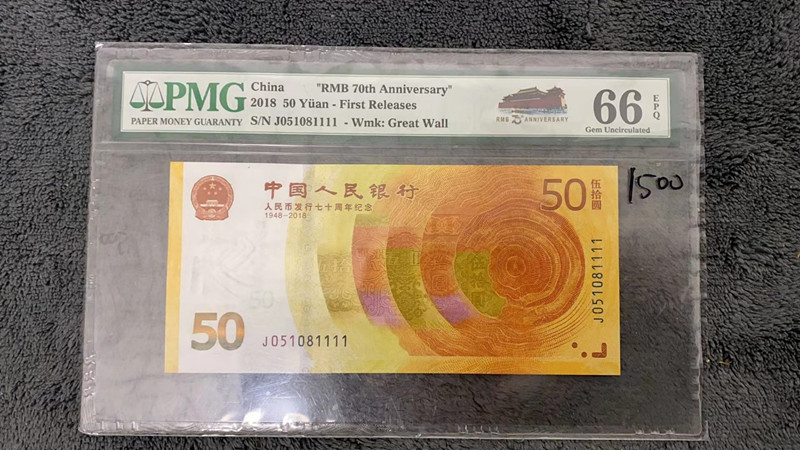 PMG
PAPER MONEY GUARANTY
China "RMB 70th Anniversary"
2018 50 Yüan - First Releases
S/N J051081111 - Wmk: Great Wall
RMB 70 ANNIVERSARY
66
EPQ
Gem Uncirculated
1500
中国人民银行
人民币发行七十周年纪念
1948-2018
50
伍拾圆
50
50
J051081111
J051081111